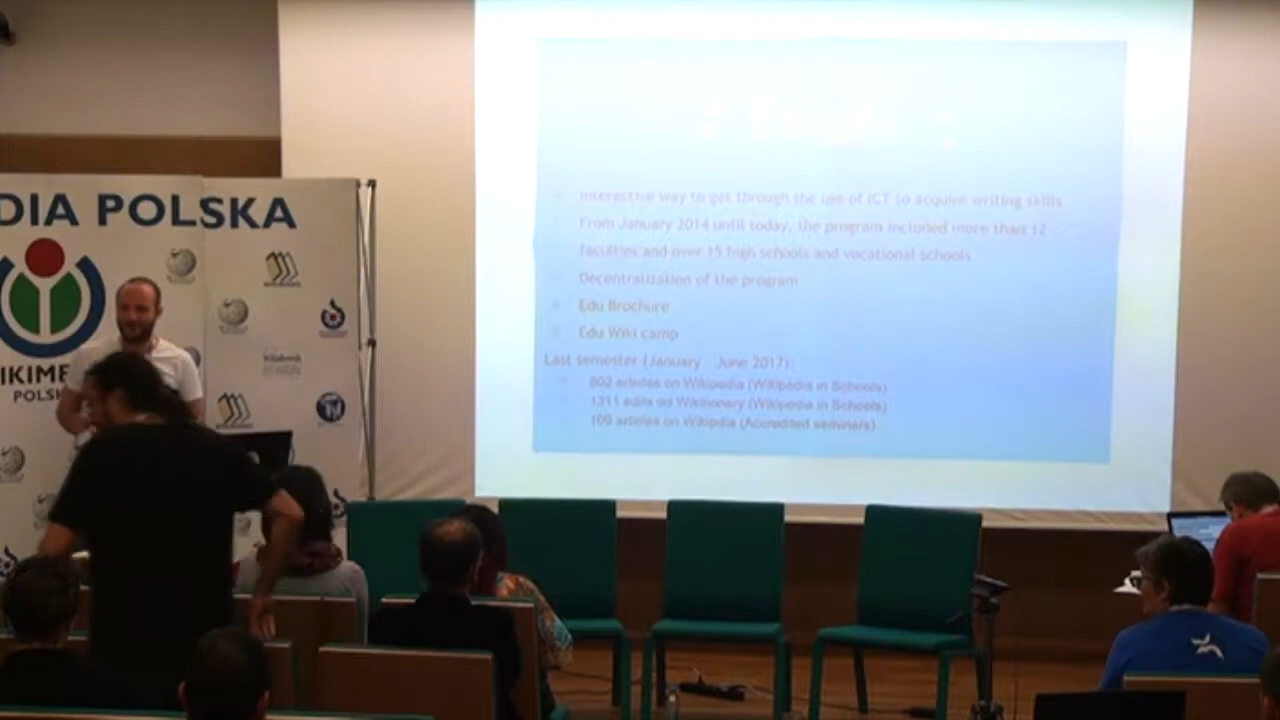 DIA POLSKA
IKIME
POLSK
Interactive way to get through the use of ICT to acquire writing skills
From January 2014 until today, the program included more than 12
faculties and over 15 high schools and vocational schools
Decentralization of the program
Edu Brochure
Edu Wiki camp
Last semester (January - June 2017):
802 articles on Wikipedia (Wikipedia in Schools)
1311 edits od Wiktionary (Wikipedia in Schools)
109 articles on Wikipdia (Accredited seminars)